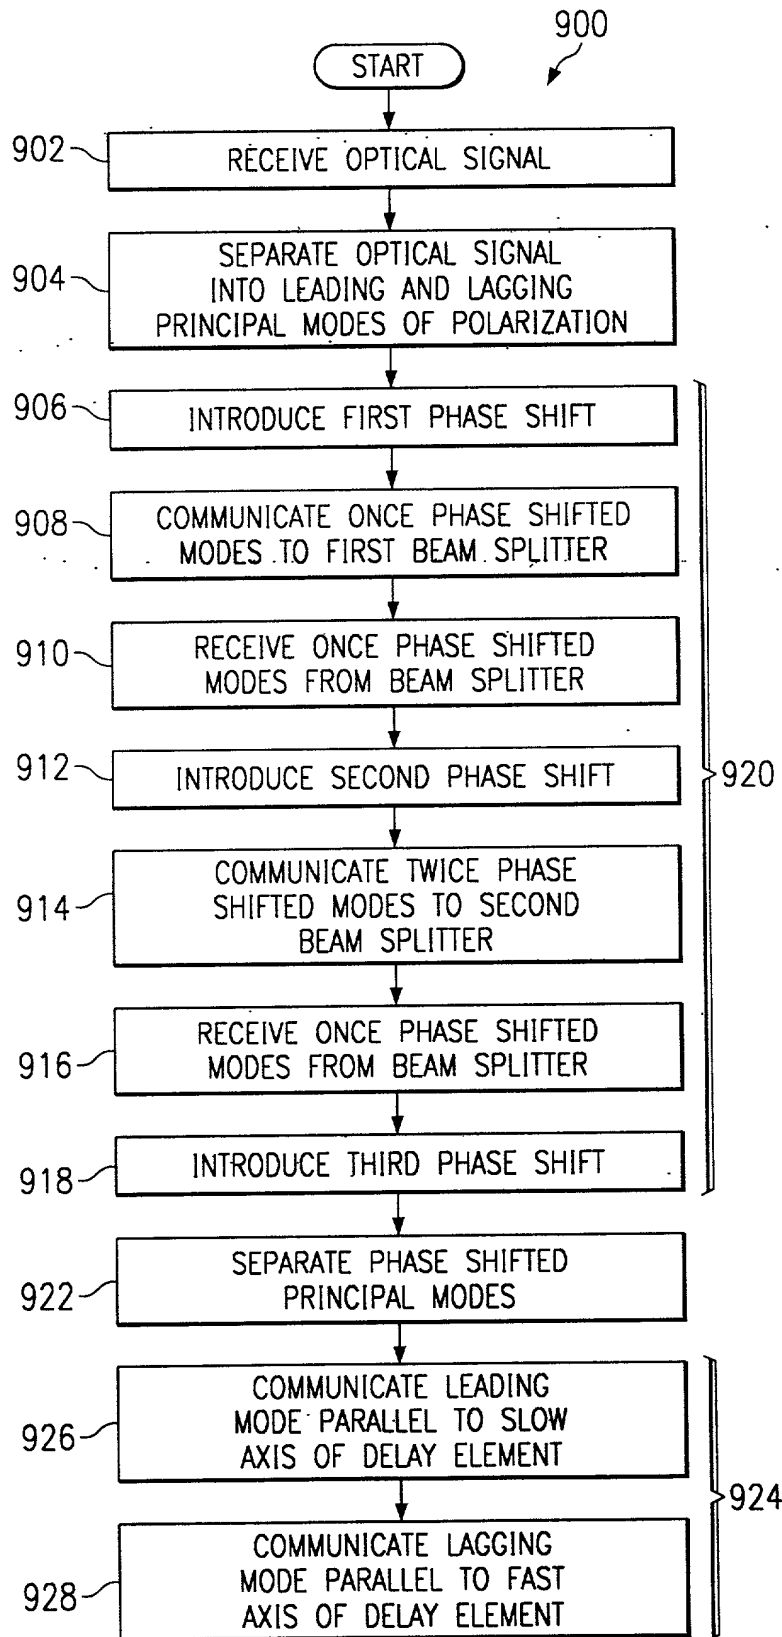 900
START
902
RECEIVE OPTICAL SIGNAL
904
SEPARATE OPTICAL SIGNAL
INTO LEADING AND LAGGING
PRINCIPAL MODES OF POLARIZATION
906
INTRODUCE FIRST PHASE SHIFT
908
COMMUNICATE ONCE PHASE SHIFTED
MODES TO FIRST BEAM SPLITTER
910
RECEIVE ONCE PHASE SHIFTED
MODES FROM BEAM SPLITTER
912
INTRODUCE SECOND PHASE SHIFT
920
914
COMMUNICATE TWICE PHASE
SHIFTED MODES TO SECOND
BEAM SPLITTER
916
RECEIVE ONCE PHASE SHIFTED
MODES FROM BEAM SPLITTER
918
INTRODUCE THIRD PHASE SHIFT
922
SEPARATE PHASE SHIFTED
PRINCIPAL MODES
926
COMMUNICATE LEADING
MODE PARALLEL TO SLOW
AXIS OF DELAY ELEMENT
924
928
COMMUNICATE LAGGING
MODE PARALLEL TO FAST
AXIS OF DELAY ELEMENT